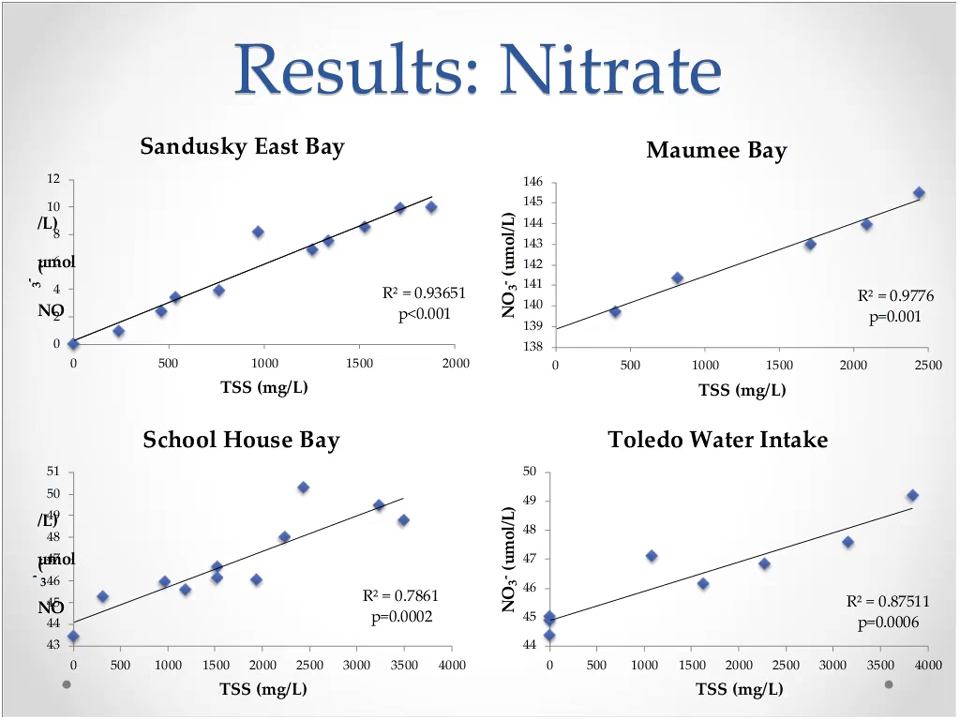 Results: Nitrate
Sandusky East Bay
12
10
8
4
2
0
/L)
µmol
(
3
-
NO
0 500 1000 1500 2000
TSS (mg/L)
R² = 0.93651
p<0.001
Maumee Bay
146
145
144
143
142
141
140
139
138
NO3- (umol/L)
0 500 1000 1500 2000 2500
TSS (mg/L)
R² = 0.9776
p=0.001
School House Bay
51
50
49
48
47
46
45
44
43
/L)
µmol
(
3
-
NO
0 500 1000 1500 2000 2500 3000 3500 4000
TSS (mg/L)
R² = 0.7861
p=0.0002
Toledo Water Intake
50
49
48
47
46
45
44
NO3- (umol/L)
0 500 1000 1500 2000 2500 3000 3500 4000
TSS (mg/L)
R² = 0.87511
p=0.0006